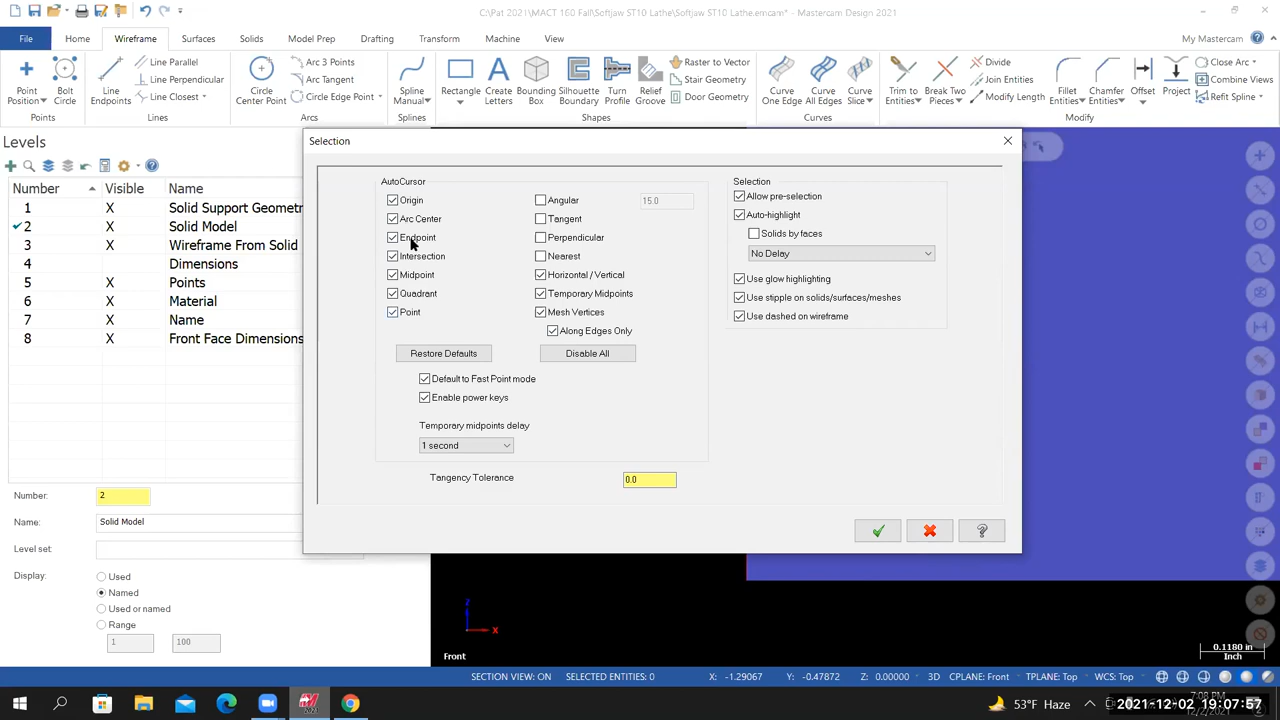 C:\Pat 2021\MACT 160 Fall\Softjaw ST10 Lathe\Softjaw ST10 Lathe.emcam* - Mastercam Design 2021
File Home Wireframe Surfaces Solids Model Prep Drafting Transform Machine View My Mastercam
Point Position
Bolt Circle
Points
Line Endpoints
Line Parallel
Line Perpendicular
Line Closest
Lines
Circle Center Point
Arc 3 Points
Arc Tangent
Circle Edge Point
Arcs
Spline Manual
Splines
Rectangle
Create Letters
Bounding Box
Silhouette Boundary
Turn Profile
Relief Groove
Raster to Vector
Stair Geometry
Door Geometry
Shapes
Curve One Edge
Curve All Edges
Curve Slice
Curves
Trim to Entities
Break Two Pieces
Divide
Join Entities
Modify Length
Fillet Entities
Chamfer Entities
Offset
Project
Close Arc
Combine Views
Refit Spline
Modify
Levels
Number Visible Name
1 X Solid Support Geometr
2 X Solid Model
3 X Wireframe From Solid
4 Dimensions
5 X Points
6 X Material
7 X Name
8 X Front Face Dimensions
Number: 2
Name: Solid Model
Level set:
Display: Used
Named
Used or named
Range
1 100
Selection
AutoCursor
Origin
Arc Center
Endpoint
Intersection
Midpoint
Quadrant
Point
Angular 15.0
Tangent
Perpendicular
Nearest
Horizontal / Vertical
Temporary Midpoints
Mesh Vertices
Along Edges Only
Restore Defaults Disable All
Default to Fast Point mode
Enable power keys
Temporary midpoints delay
1 second
Tangency Tolerance 0.0
Selection
Allow pre-selection
Auto-highlight
Solids by faces
No Delay
Use glow highlighting
Use stipple on solids/surfaces/meshes
Use dashed on wireframe
Z
X
Front
0.1180 in
Inch
SECTION VIEW: ON SELECTED ENTITIES: 0 X: -1.29067 Y: -0.47872 Z: 0.00000 3D CPLANE: Front TPLANE: Top WCS: Top
53°F Haze
7:08 PM
12/2/2021
2021-12-02 19:07:57